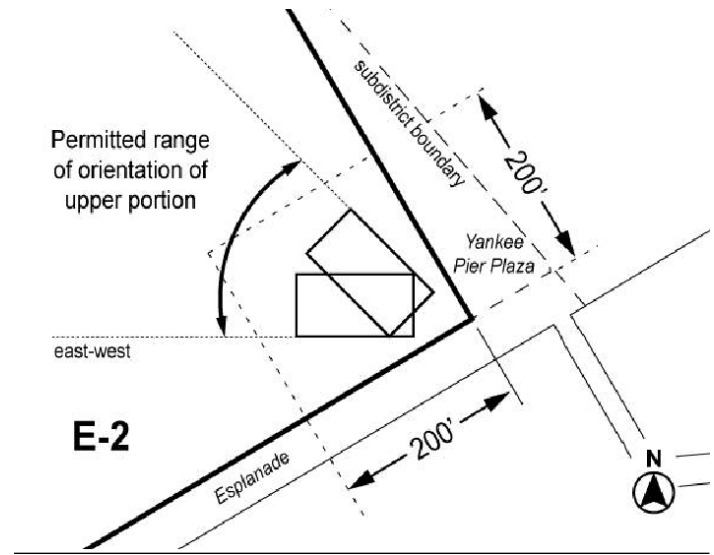 subdistrict boundary
200'
Permitted range
of orientation of
upper portion
Yankee
Pier Plaza
east-west
E-2
200'
Esplanade
N